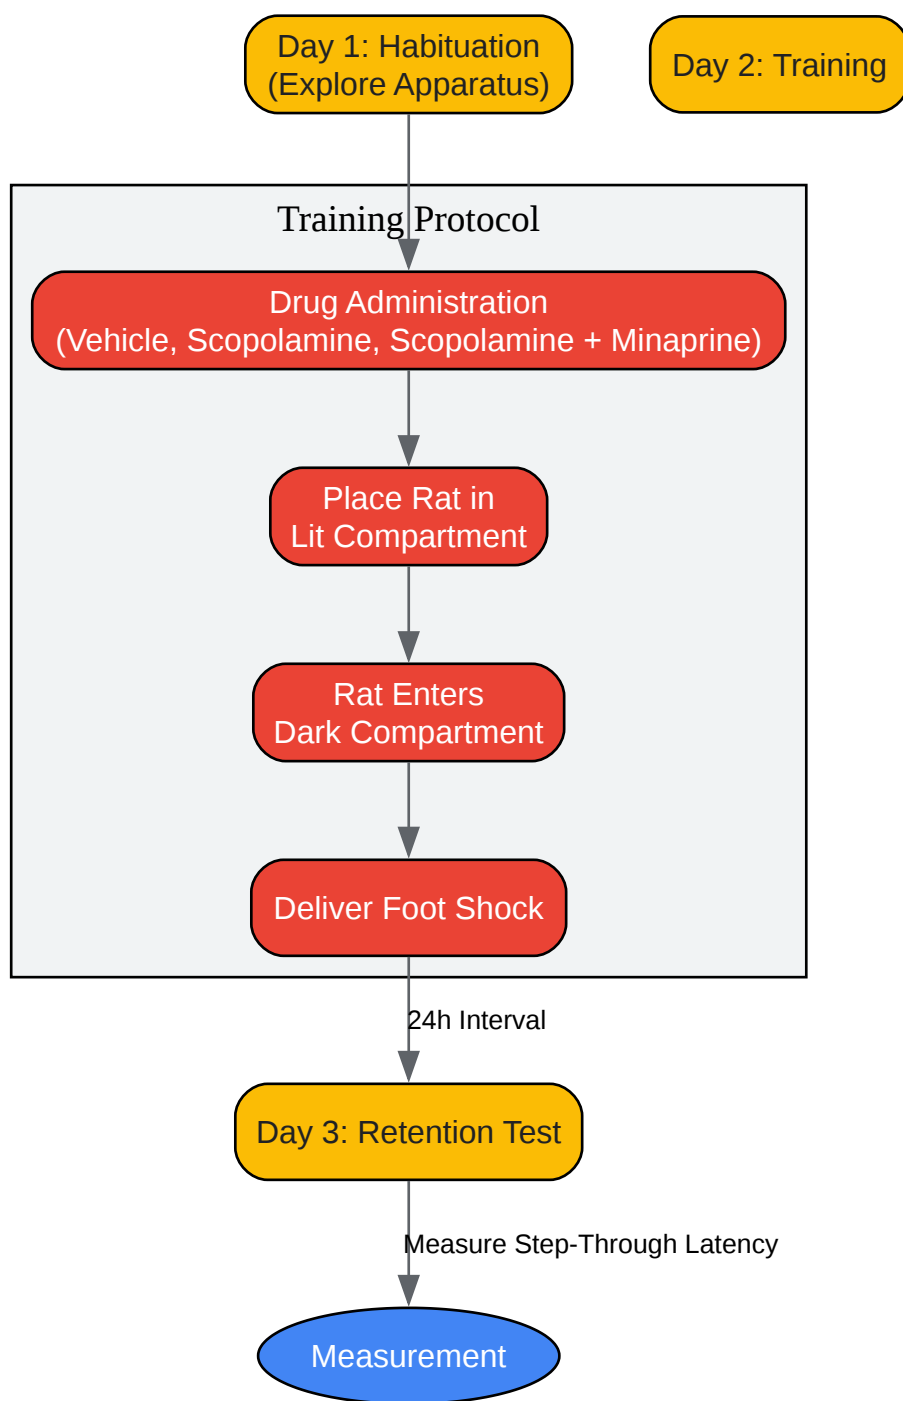 Day 1: Habituation
(Explore Apparatus)
Day 2: Training
Training Protocol
Drug Administration
(Vehicle, Scopolamine, Scopolamine + Minaprine)
Place Rat in
Lit Compartment
Rat Enters
Dark Compartment
Deliver Foot Shock
24h Interval
Day 3: Retention Test
Measure Step-Through Latency
Measurement